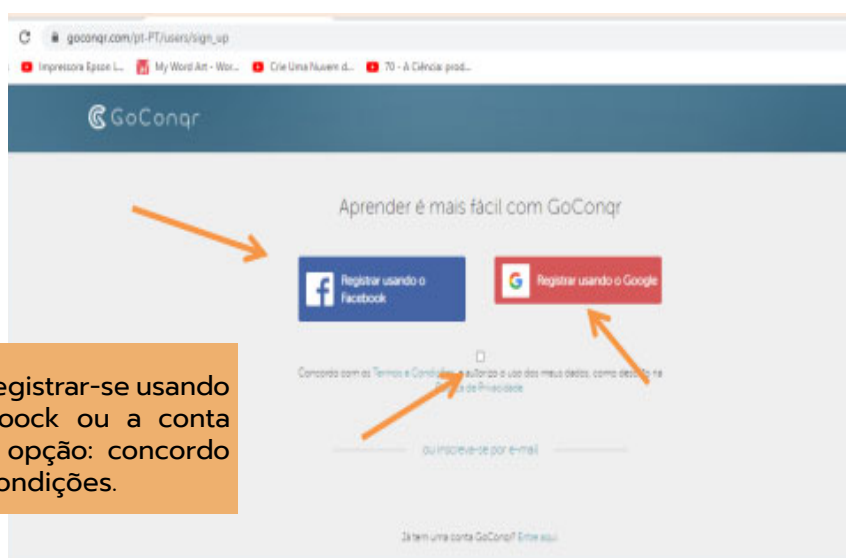 goconqr.com/pt-PT/users/sign_up
Impressora Epson L... My Word Art - Wor... Crie Uma Nuvem d... 70 - A Ciência prod...
GoConqr
Aprender é mais fácil com GoConqr
Registrar usando o
Facebook
Registrar usando o Google
Concordo com os Termos e Condições e autorizo o uso dos meus dados, como descrito na
Política de Privacidade
ou inscreve-se por e-mail
Já tem uma conta GoConqr? Entre aqui
egistrar-se usando
oock ou a conta
opção: concordo
ondições.